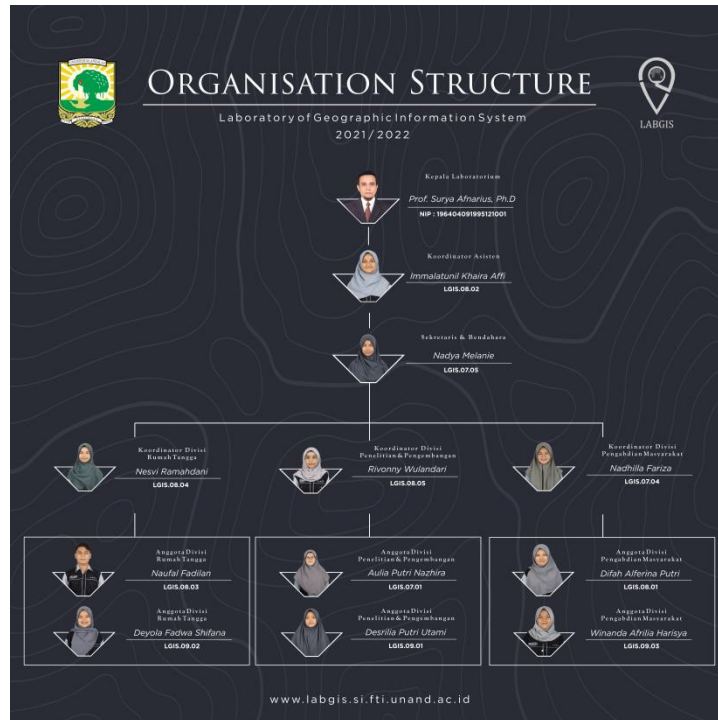 ORGANISATION STRUCTURE
Laboratory of Geographic Information System
2021/2022
LABGIS
Kepala Laboratorium
Prof. Surya Afnarius, Ph.D
NIP : 196404091995121001
Koordinator Asisten
Immalatunil Khaira Affi
LGIS.08.02
Sekretaris & Bendahara
Nadya Melanie
LGIS.07.05
Koordinator Divisi
Rumah Tangga
Nesvi Ramahdani
LGIS.08.04
Koordinator Divisi
Penelitian & Pengembangan
Rivonny Wulandari
LGIS.08.05
Koordinator Divisi
Pengabdian Masyarakat
Nadhilla Fariza
LGIS.07.04
Anggota Divisi
Rumah Tangga
Naufal Fadilan
LGIS.08.03
Anggota Divisi
Penelitian & Pengembangan
Aulia Putri Nazhira
LGIS.07.01
Anggota Divisi
Pengabdian Masyarakat
Difah Alferina Putri
LGIS.08.01
Anggota Divisi
Rumah Tangga
Deyola Fadwa Shifana
LGIS.09.02
Anggota Divisi
Penelitian & Pengembangan
Desrilia Putri Utami
LGIS.09.01
Anggota Divisi
Pengabdian Masyarakat
Winanda Afrilia Harisya
LGIS.09.03
www.labgis.si.fti.unand.ac.id